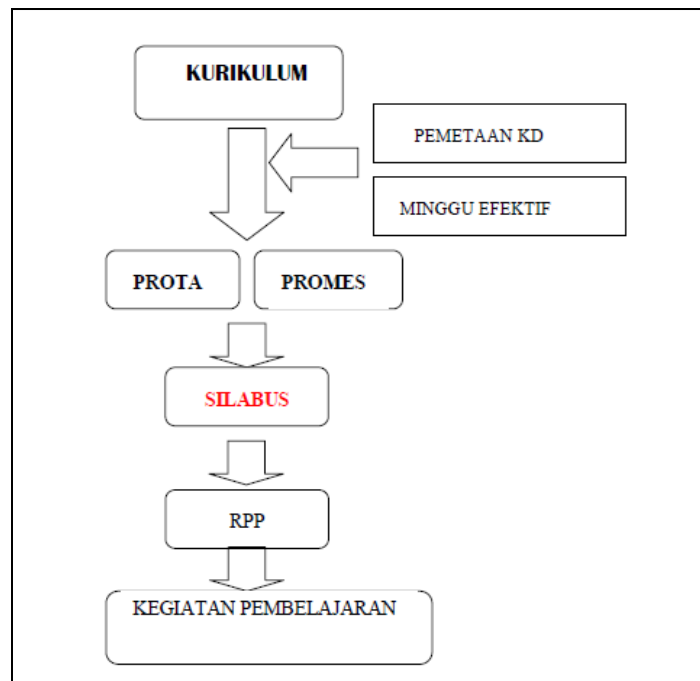 KURIKULUM
PEMETAAN KD
MINGGU EFEKTIF
PROTA
PROMES
SILABUS
RPP
KEGIATAN PEMBELAJARAN